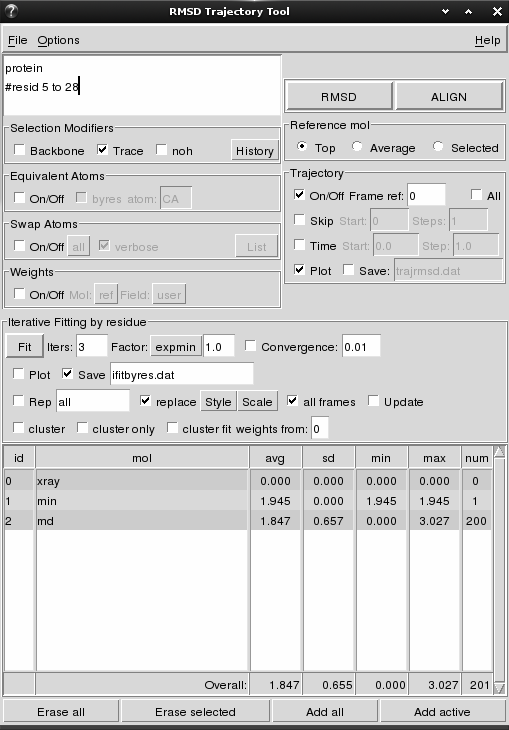 RMSD Trajectory Tool
File Options Help
protein
#resid 5 to 28
RMSD ALIGN
Selection Modifiers
Backbone Trace noh History
Reference mol
Top Average Selected
Equivalent Atoms
On/Off byres atom: CA
Trajectory
On/Off Frame ref: 0 All
Skip Start: 0 Steps: 1
Time Start: 0.0 Step: 1.0
Plot Save: trajrmsd.dat
Swap Atoms
On/Off all verbose List
Weights
On/Off Mol: ref Field: user
Iterative Fitting by residue
Fit Iters: 3 Factor: expmin 1.0 Convergence: 0.01
Plot Save ifitbyres.dat
Rep all replace Style Scale all frames Update
cluster cluster only cluster fit weights from: 0
id mol avg sd min max num
0 xray 0.000 0.000 0.000 0.000 0
1 min 1.945 0.000 1.945 1.945 1
2 md 1.847 0.657 0.000 3.027 200
Overall: 1.847 0.655 0.000 3.027 201
Erase all Erase selected Add all Add active